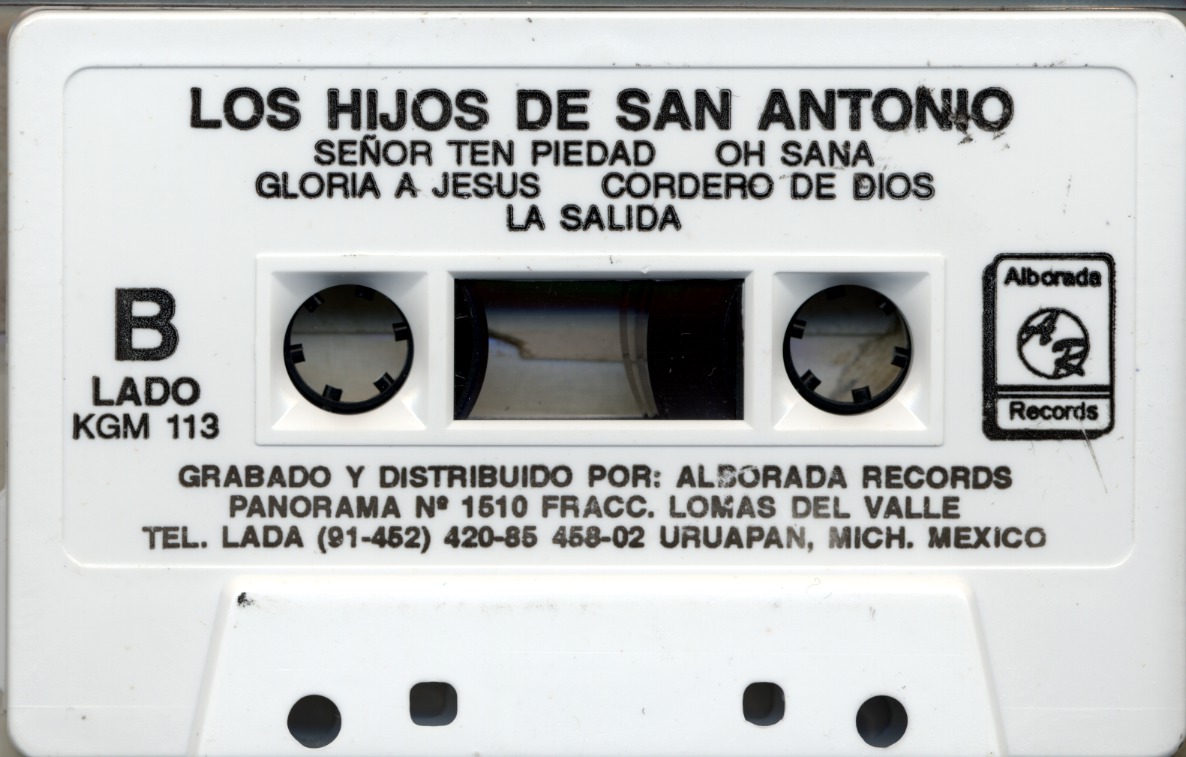 LOS HIJOS DE SAN ANTONIO
SEÑOR TEN PIEDAD OH SANA
GLORIA A JESUS CORDERO DE DIOS
LA SALIDA
B
LADO
KGM 113
Alborada
AR
Records
GRABADO Y DISTRIBUIDO POR: ALBORADA RECORDS
PANORAMA Nº 1510 FRACC. LOMAS DEL VALLE
TEL. LADA (91-452) 420-85 458-02 URUAPAN, MICH. MEXICO